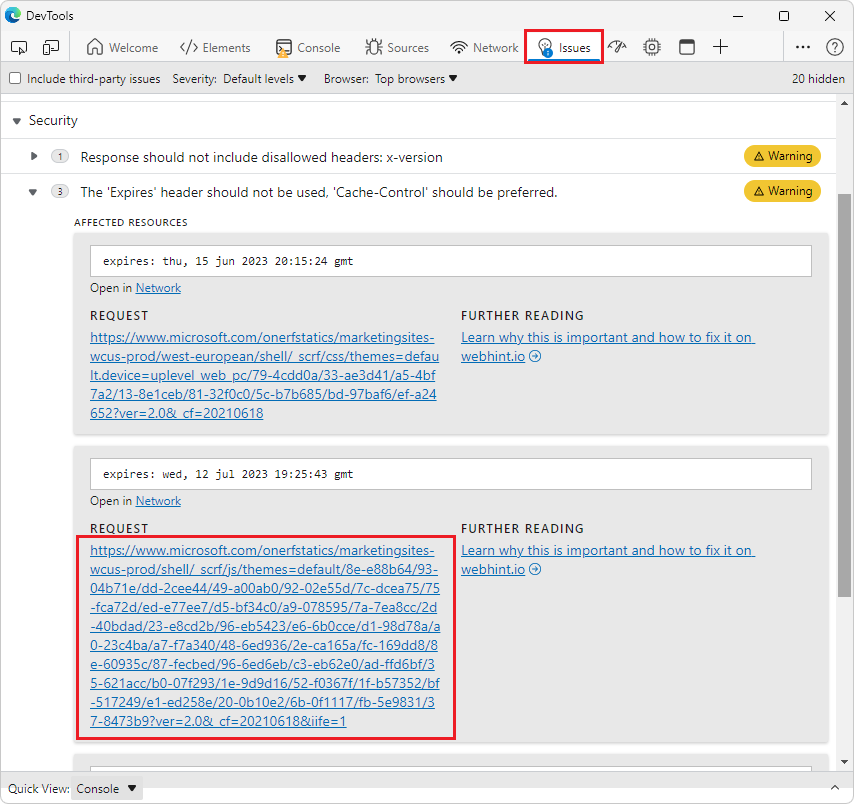 DevTools
Welcome Elements Console Sources Network Issues
Include third-party issues Severity: Default levels Browser: Top browsers 20 hidden
Security
1 Response should not include disallowed headers: x-version Warning
3 The 'Expires' header should not be used, 'Cache-Control' should be preferred. Warning
AFFECTED RESOURCES
expires: thu, 15 jun 2023 20:15:24 gmt
Open in Network
REQUEST
https://www.microsoft.com/onerfstatics/marketingsites-
wcus-prod/west-european/shell/_scrf/css/themes=defau
lt.device=uplevel_web_pc/79-4cdd0a/33-ae3d41/a5-4bf
7a2/13-8e1ceb/81-32f0c0/5c-b7b685/bd-97baf6/ef-a24
652?ver=2.0&_cf=20210618
FURTHER READING
Learn why this is important and how to fix it on
webhint.io
expires: wed, 12 jul 2023 19:25:43 gmt
Open in Network
REQUEST
https://www.microsoft.com/onerfstatics/marketingsites-
wcus-prod/shell/_scrf/js/themes=default/8e-e88b64/93-
04b71e/dd-2cee44/49-a00ab0/92-02e55d/7c-dcea75/75
-fca72d/ed-e77ee7/d5-bf34c0/a9-078595/7a-7ea8cc/2d
-40bdad/23-e8cd2b/96-eb5423/e6-6b0cce/d1-98d78a/a
0-23c4ba/a7-f7a340/48-6ed936/2e-ca165a/fc-169dd8/8
e-60935c/87-fecbed/96-6ed6eb/c3-eb62e0/ad-ffd6bf/3
5-621acc/b0-07f293/1e-9d9d16/52-f0367f/1f-b57352/bf
-517249/e1-ed258e/20-0b10e2/6b-0f1117/fb-5e9831/3
7-8473b9?ver=2.0&_cf=20210618&iife=1
FURTHER READING
Learn why this is important and how to fix it on
webhint.io
Quick View: Console